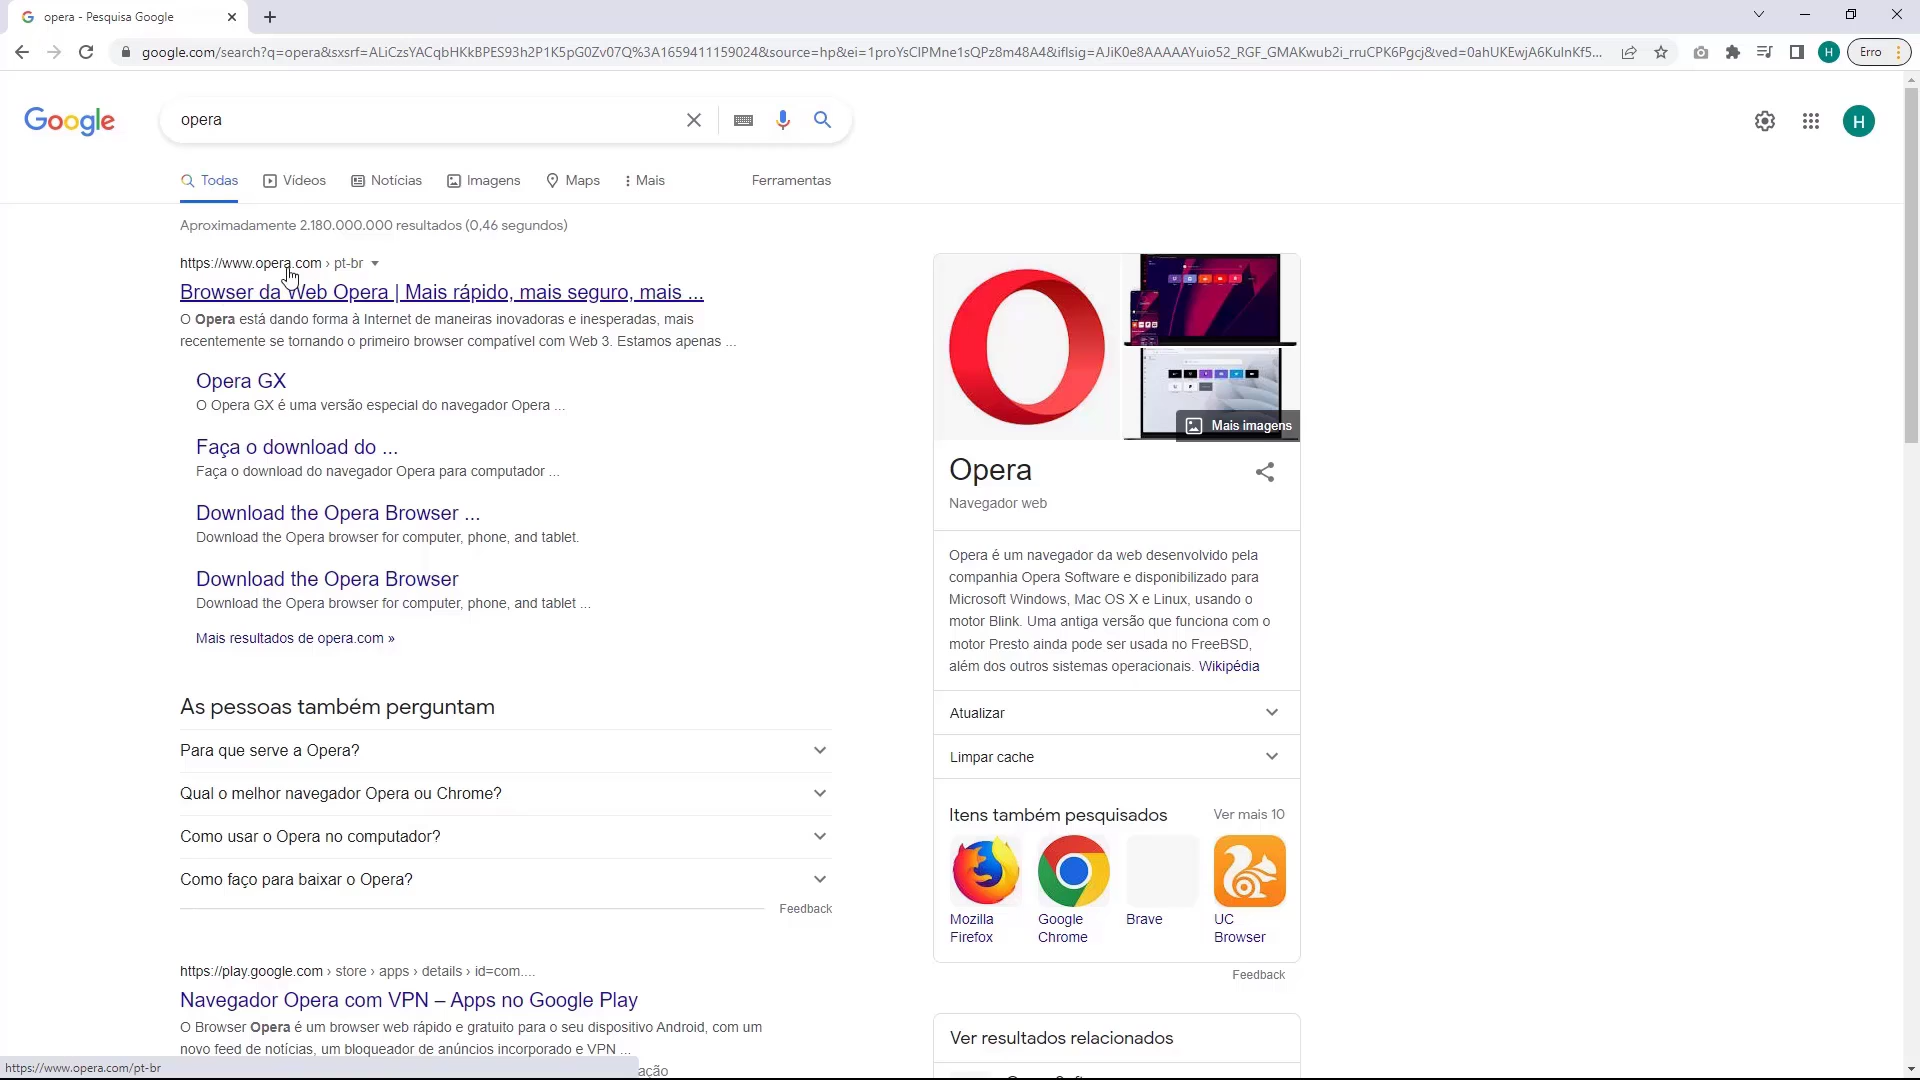 opera - Pesquisa Google
google.com/search?q=opera&sxsrf=ALiCzsYACqbHKkBPES93h2P1K5pG0Zv07Q%3A1659411159024&source=hp&ei=1proYsCIPMne1sQPz8m48A4&iflsig=AJiK0e8AAAAAYuio52_RGF_GMAKwub2i_rruCPK6Pgcj&ved=0ahUKEwjA6KulnKf5...
H
Erro
Google
opera
H
Todas
Vídeos
Notícias
Imagens
Maps
Mais
Ferramentas
Aproximadamente 2.180.000.000 resultados (0,46 segundos)
https://www.opera.com › pt-br
Browser da Web Opera | Mais rápido, mais seguro, mais ...
O Opera está dando forma à Internet de maneiras inovadoras e inesperadas, mais
recentemente se tornando o primeiro browser compatível com Web 3. Estamos apenas ...
Opera GX
O Opera GX é uma versão especial do navegador Opera ...
Faça o download do ...
Faça o download do navegador Opera para computador ...
Download the Opera Browser ...
Download the Opera browser for computer, phone, and tablet.
Download the Opera Browser
Download the Opera browser for computer, phone, and tablet ...
Mais resultados de opera.com »
As pessoas também perguntam
Para que serve a Opera?
Qual o melhor navegador Opera ou Chrome?
Como usar o Opera no computador?
Como faço para baixar o Opera?
Feedback
https://play.google.com › store › apps › details › id=com....
Navegador Opera com VPN – Apps no Google Play
O Browser Opera é um browser web rápido e gratuito para o seu dispositivo Android, com um
novo feed de notícias, um bloqueador de anúncios incorporado e VPN ...
ação
https://www.opera.com/pt-br
Mais imagens
Opera
Navegador web
Opera é um navegador da web desenvolvido pela
companhia Opera Software e disponibilizado para
Microsoft Windows, Mac OS X e Linux, usando o
motor Blink. Uma antiga versão que funciona com o
motor Presto ainda pode ser usada no FreeBSD,
além dos outros sistemas operacionais. Wikipédia
Atualizar
Limpar cache
Itens também pesquisados
Ver mais 10
Mozilla
Firefox
Google
Chrome
Brave
UC
Browser
Feedback
Ver resultados relacionados